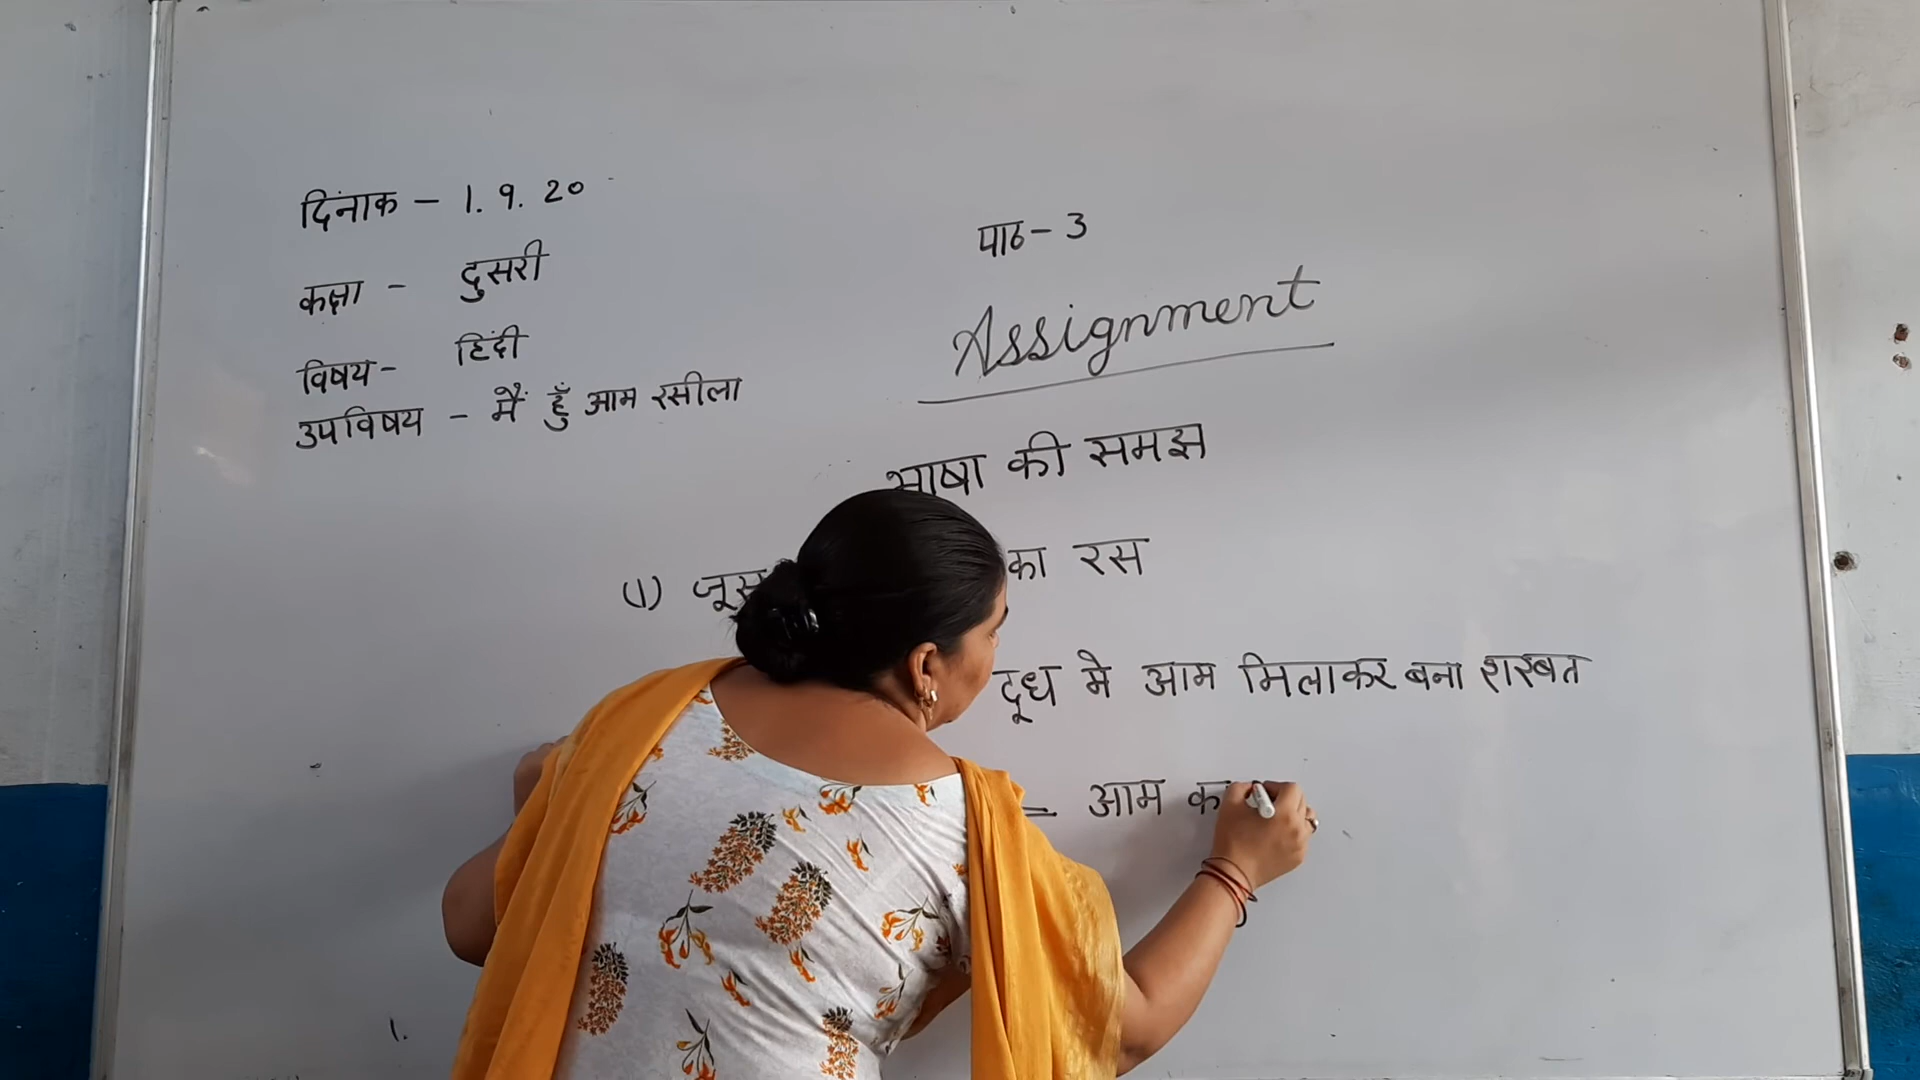 दिंनाक – 1. 9. 20
कक्षा – दुसरी
विषय – हिंदी
उपविषय – मैं हुँ आम रसीला
पाठ – 3
Assignment
भाषा की समझ
(1) जूस का रस
दूध मे आम मिलाकर बना शरबत
= आम क
1.